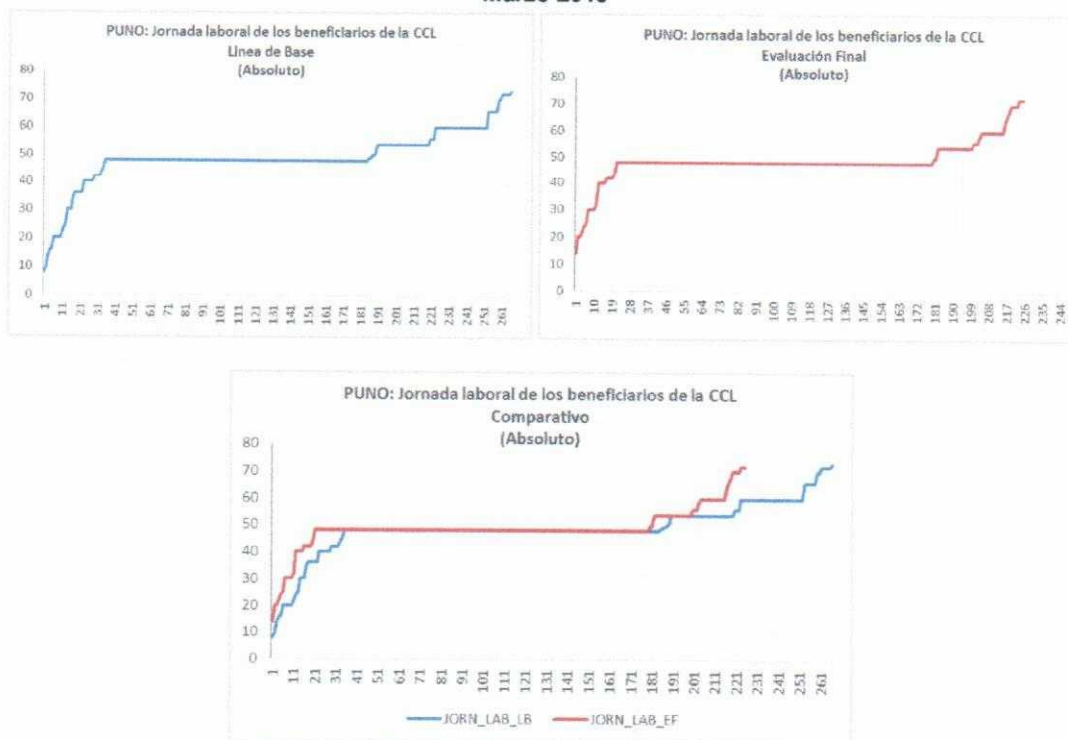 PUNO: Jornada laboral de los beneficiarios de la CCL
Linea de Base
(Absoluto)
80
70
60
50
40
30
20
10
0
1 11 21 31 41 51 61 71 81 91 101 111 121 131 141 151 161 171 181 191 201 211 221 231 241 251 261
PUNO: Jornada laboral de los beneficiarios de la CCL
Evaluación Final
(Absoluto)
80
70
60
50
40
30
20
10
0
1 10 19 28 37 46 55 64 73 82 91 100 109 118 127 136 145 154 163 172 181 190 199 208 217 226 235 244
PUNO: Jornada laboral de los beneficiarios de la CCL
Comparativo
(Absoluto)
80
70
60
50
40
30
20
10
0
1 11 21 31 41 51 61 71 81 91 101 111 121 131 141 151 161 171 181 191 201 211 221 231 241 251 261
JORN_LAB_LB JORN_LAB_EF